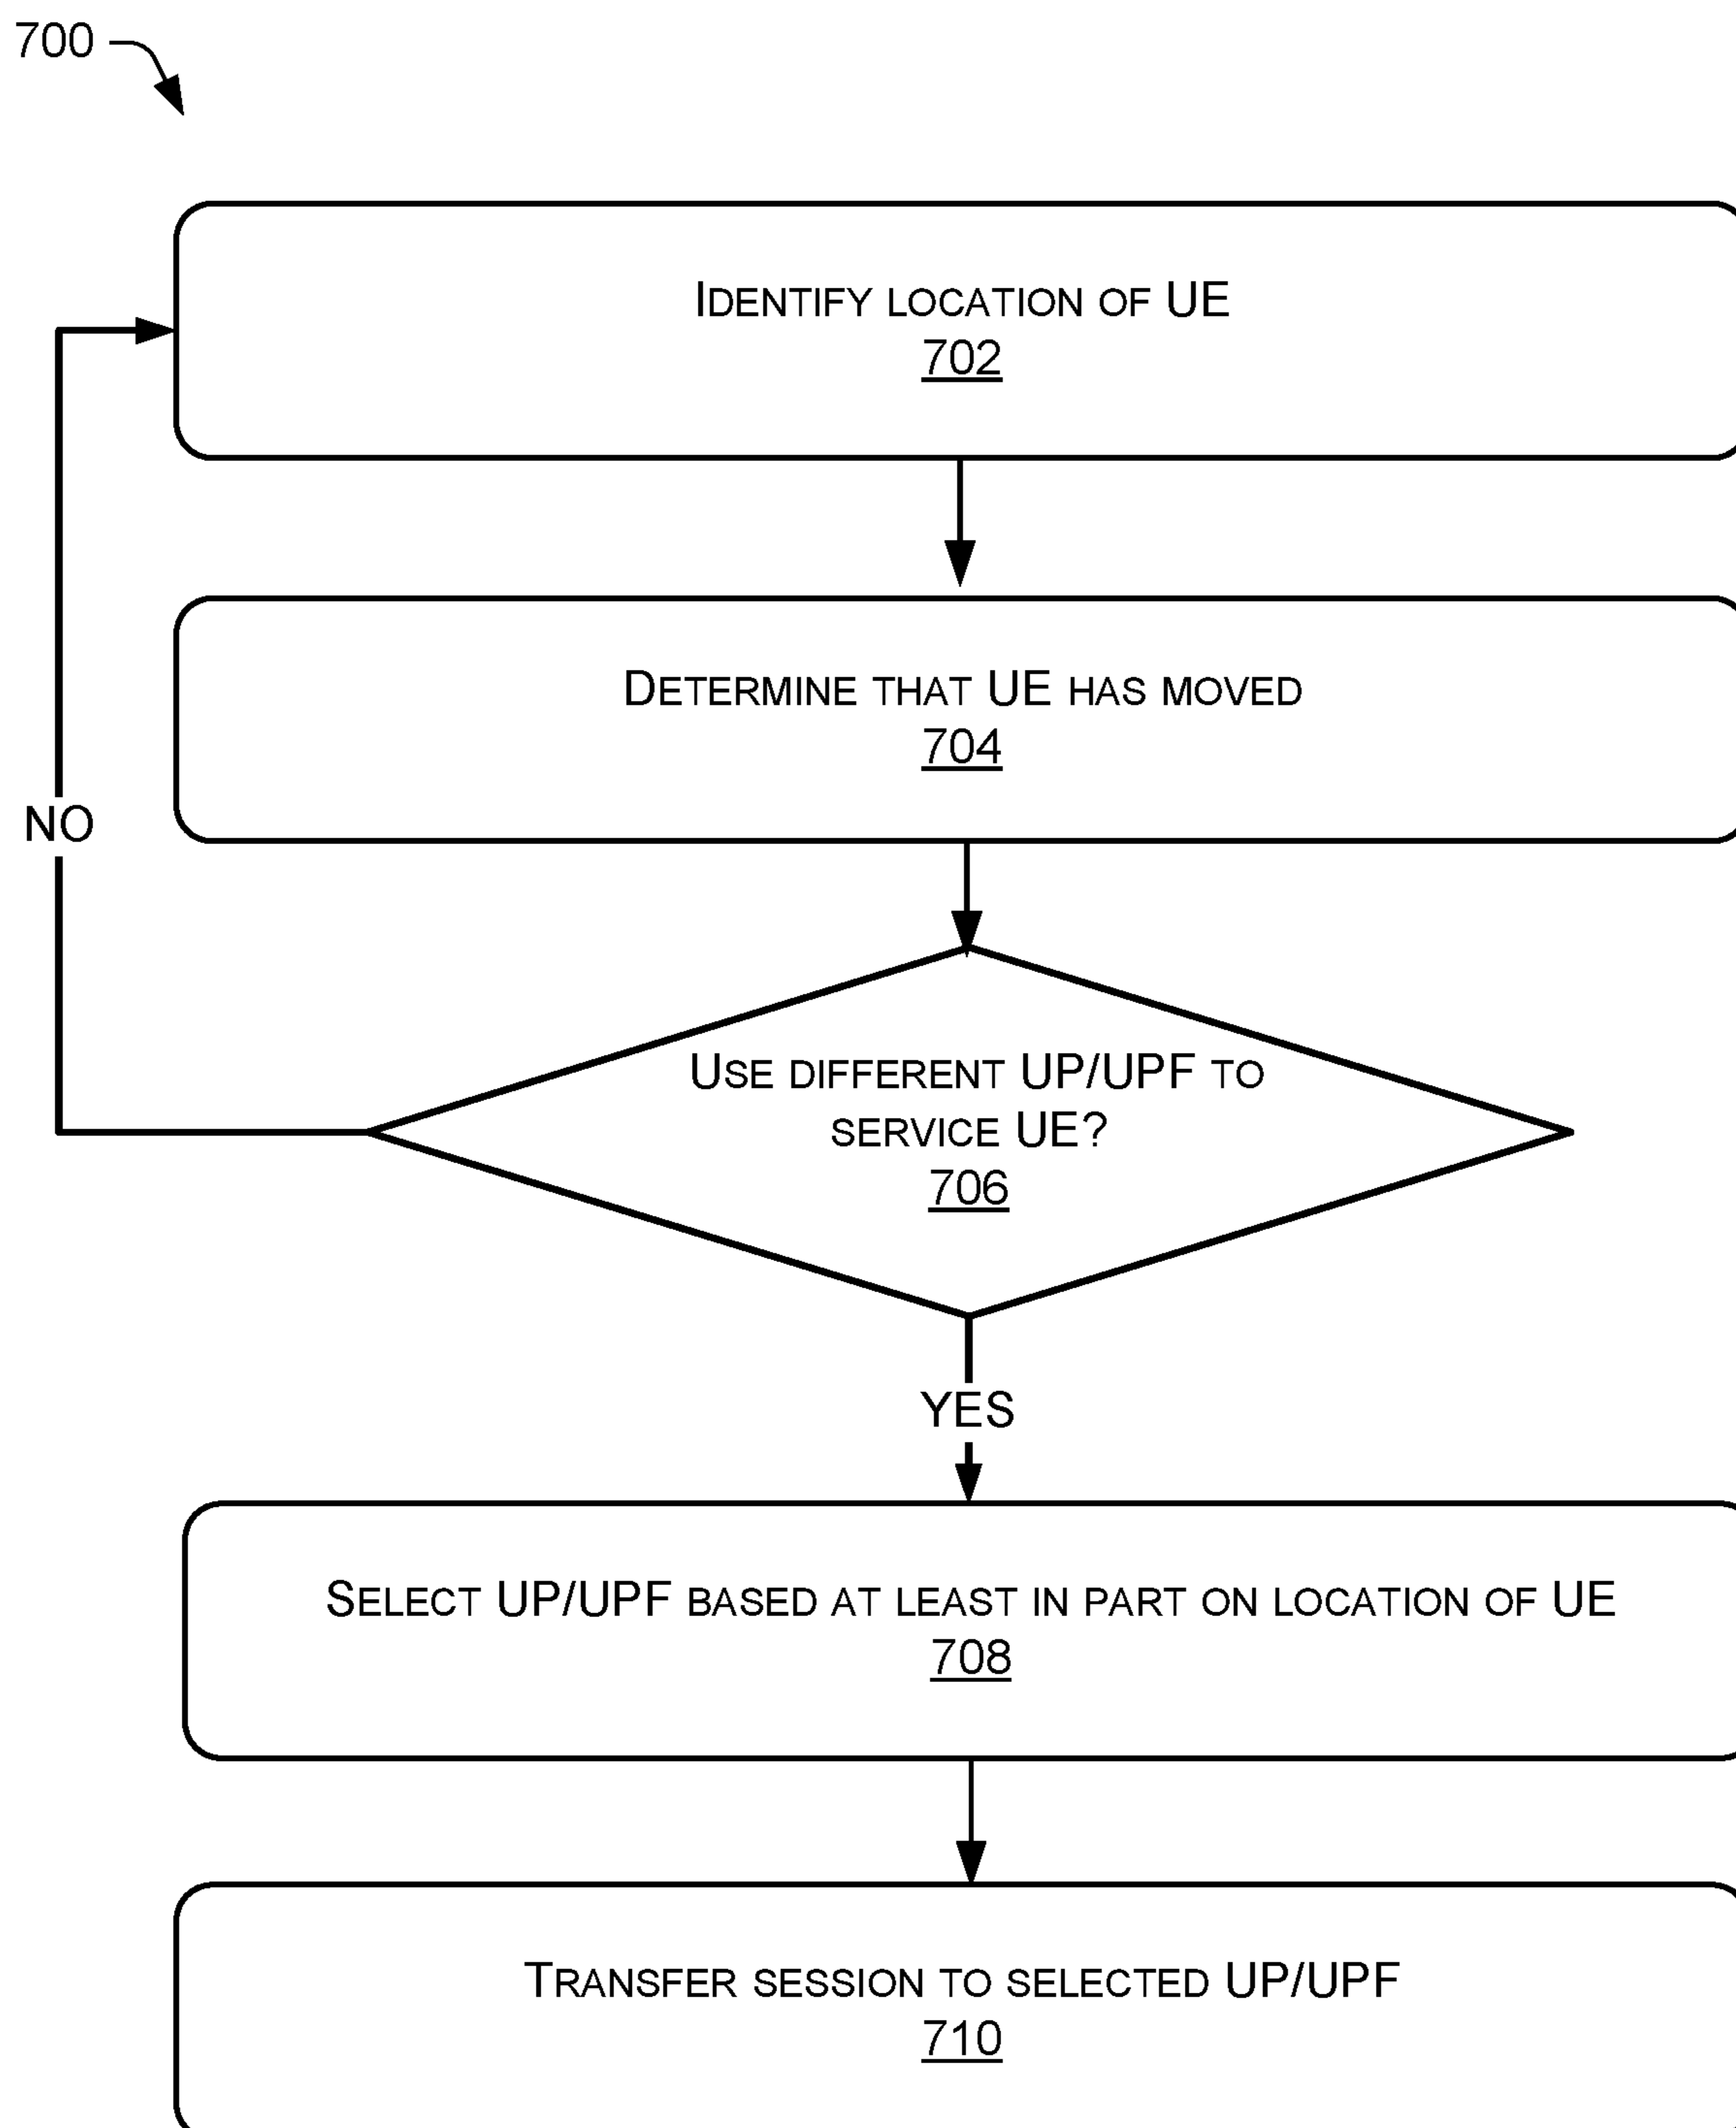 700
IDENTIFY LOCATION OF UE
702
DETERMINE THAT UE HAS MOVED
704
NO
USE DIFFERENT UP/UPF TO
SERVICE UE?
706
YES
SELECT UP/UPF BASED AT LEAST IN PART ON LOCATION OF UE
708
TRANSFER SESSION TO SELECTED UP/UPF
710